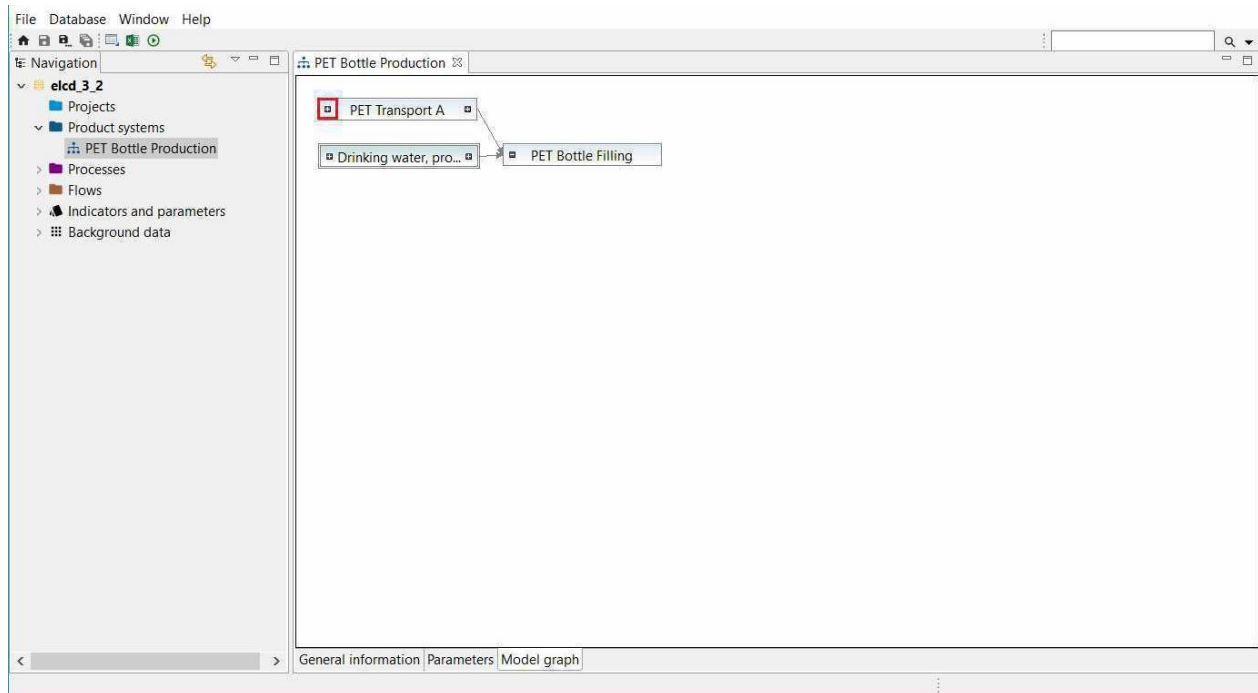 File Database Window Help
Navigation
PET Bottle Production
elcd_3_2
Projects
Product systems
PET Bottle Production
Processes
Flows
Indicators and parameters
Background data
PET Transport A
Drinking water, pro...
PET Bottle Filling
General information Parameters Model graph